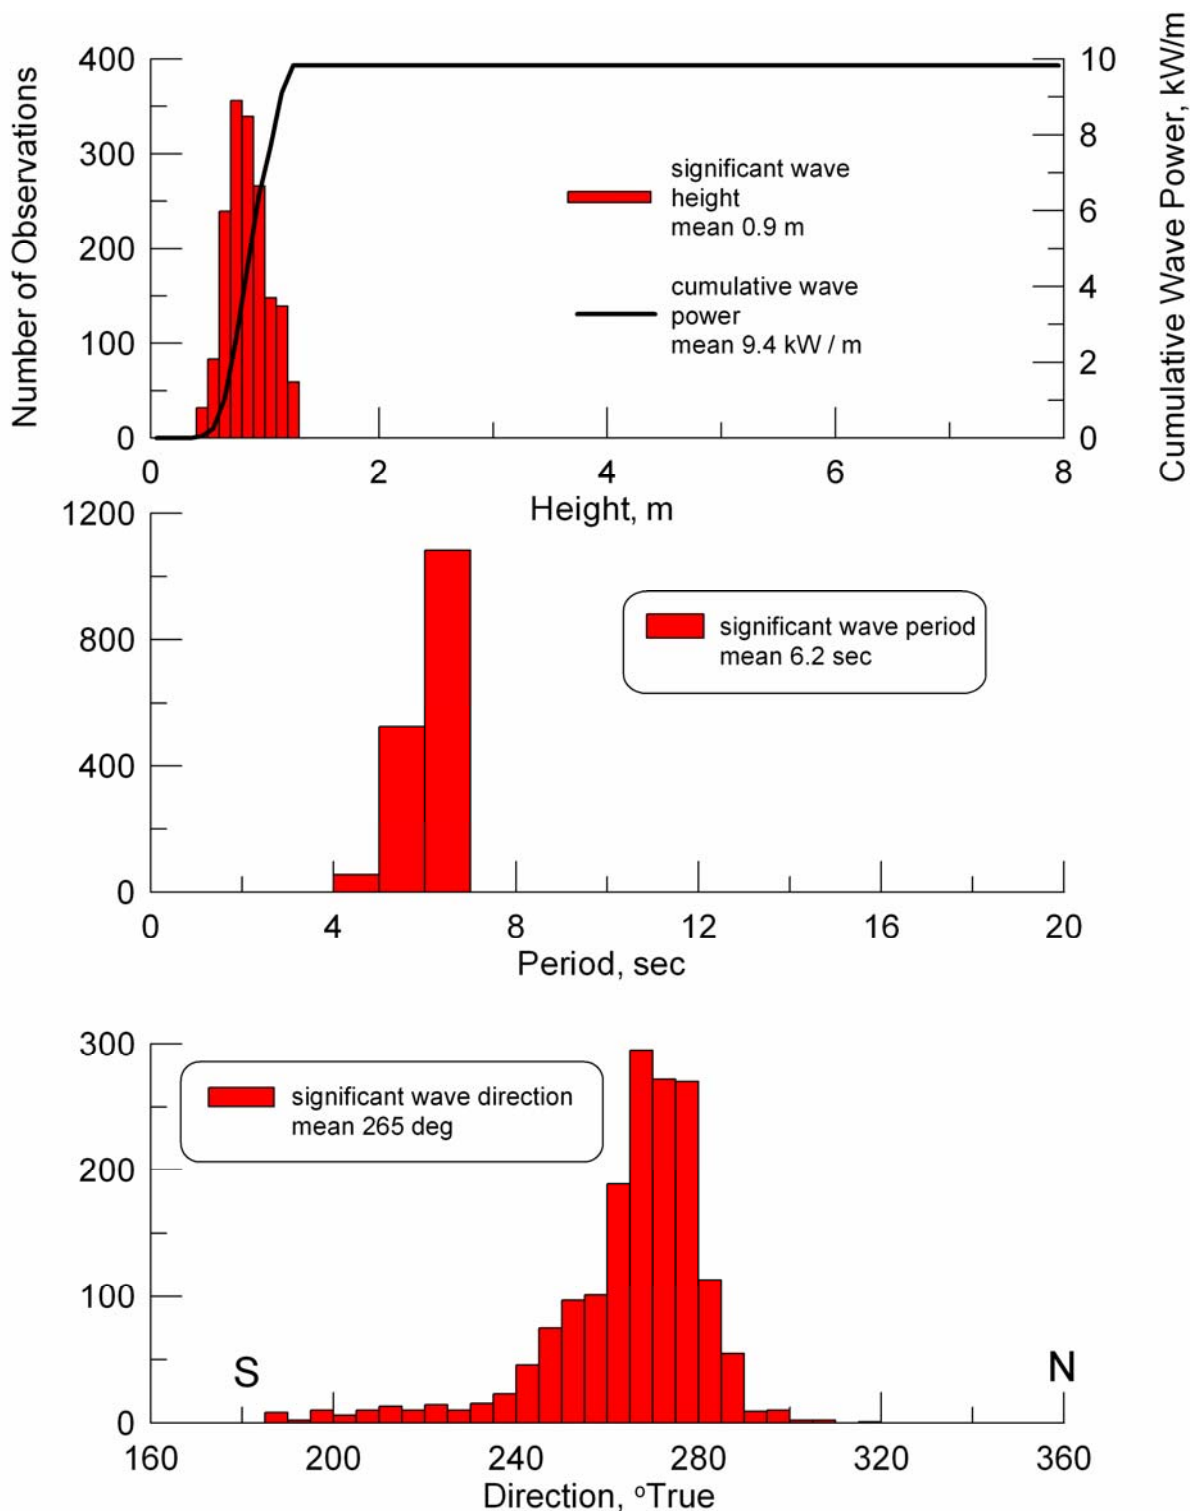 Number of Observations
400
300
200
100
0
Cumulative Wave Power, kW/m
10
8
6
4
2
0
significant wave
height
mean 0.9 m
cumulative wave
power
mean 9.4 kW / m
0 2 4 6 8
Height, m
1200
800
400
0
significant wave period
mean 6.2 sec
0 4 8 12 16 20
Period, sec
300
200
100
0
significant wave direction
mean 265 deg
S
N
160 200 240 280 320 360
Direction, °True